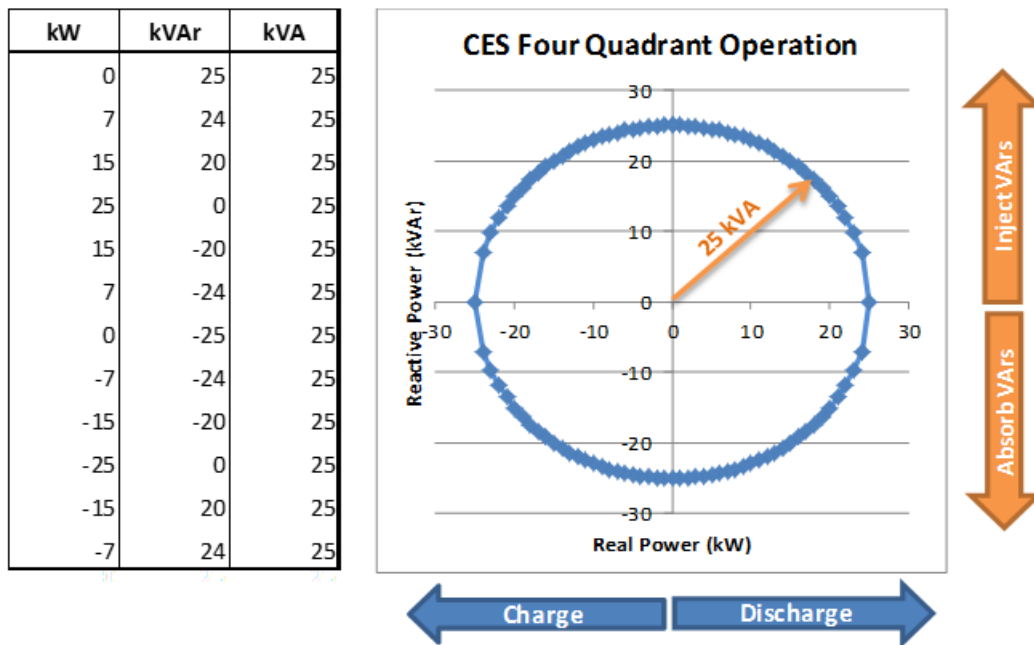 kW kVAr kVA
0 25 25
7 24 25
15 20 25
25 0 25
15 -20 25
7 -24 25
0 -25 25
-7 -24 25
-15 -20 25
-25 0 25
-15 20 25
-7 24 25
CES Four Quadrant Operation
30
20
10
0
-30 -20 -10 0 10 20 30
-10
-20
-30
Reactive Power (kVAr)
25 kVA
Real Power (kW)
Inject VArs
Absorb VArs
Charge
Discharge